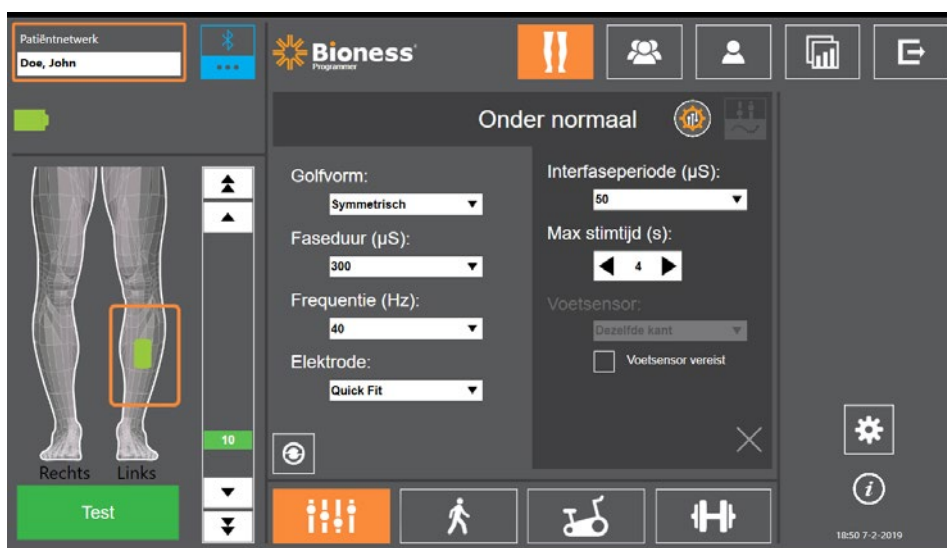 Patiëntnetwerk
Doe, John
Bioness
Programmer
Onder normaal
Golfvorm:
Symmetrisch
Faseduur (µS):
300
Frequentie (Hz):
40
Elektrode:
Quick Fit
Interfaseperiode (µS):
50
Max stimtijd (s):
4
Voetsensor:
Dezelfde kant
Voetsensor vereist
10
Rechts Links
Test
18:50 7-2-2019